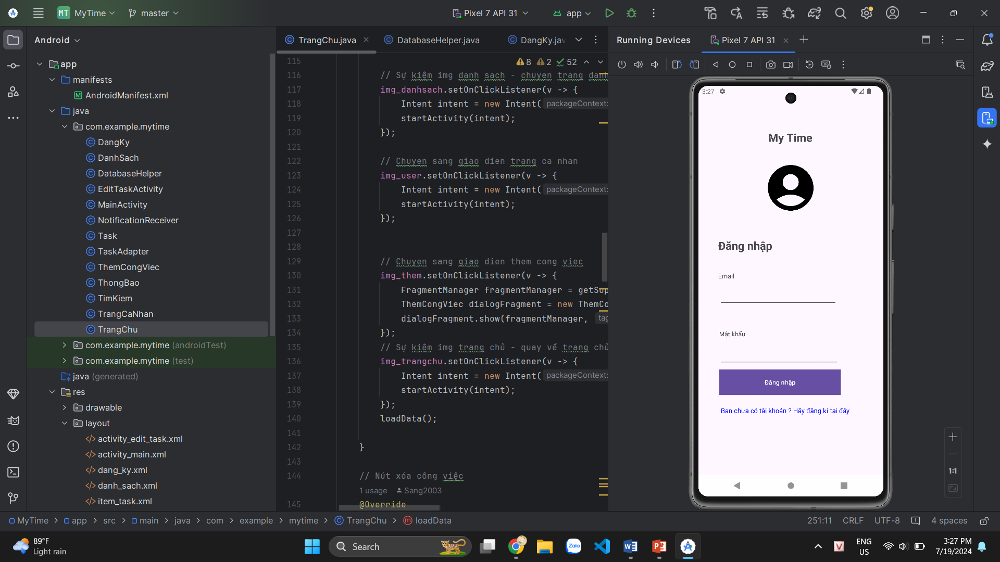 MT MyTime master Pixel 7 API 31 app
Android
TrangChu.java DatabaseHelper.java DangKy.jav
Running Devices Pixel 7 API 31
app
manifests
AndroidManifest.xml
java
com.example.mytime
DangKy
DanhSach
DatabaseHelper
EditTaskActivity
MainActivity
NotificationReceiver
Task
TaskAdapter
ThemCongViec
ThongBao
TimKiem
TrangCaNhan
TrangChu
com.example.mytime (androidTest)
com.example.mytime (test)
java (generated)
res
drawable
layout
activity_edit_task.xml
activity_main.xml
dang_ky.xml
danh_sach.xml
item_task.xml
8 2 52
115
116 // Sự kiêm img danh sach - chuyen trang danh
117 img_danhsach.setOnClickListener(v -> {
118 Intent intent = new Intent( packageContext:
119 startActivity(intent);
120 });
121
122 // Chuyen sang giao dien trang ca nhan
123 img_user.setOnClickListener(v -> {
124 Intent intent = new Intent( packageContext:
125 startActivity(intent);
126 });
127
128
129 // Chuyen sang giao dien them cong viec
130 img_them.setOnClickListener(v -> {
131 FragmentManager fragmentManager = getSup
132 ThemCongViec dialogFragment = new ThemCo
133 dialogFragment.show(fragmentManager, tag
134 });
135 // Sự kiêm img trang chủ - quay về trang chủ
136 img_trangchu.setOnClickListener(v -> {
137 Intent intent = new Intent( packageContext:
138 startActivity(intent);
139 });
140 loadData();
141
142 }
143
144 // Nút xóa công việc
1 usage Sang2003
145 @Override
3:27
My Time
Đăng nhập
Email
Mật khẩu
Đăng nhập
Bạn chưa có tài khoản ? Hãy đăng kí tại đây
1:1
MyTime > app > src > main > java > com > example > mytime > TrangChu > loadData
251:11 CRLF UTF-8 4 spaces
89°F
Light rain
Search
Zalo
ENG
US
3:27 PM
7/19/2024